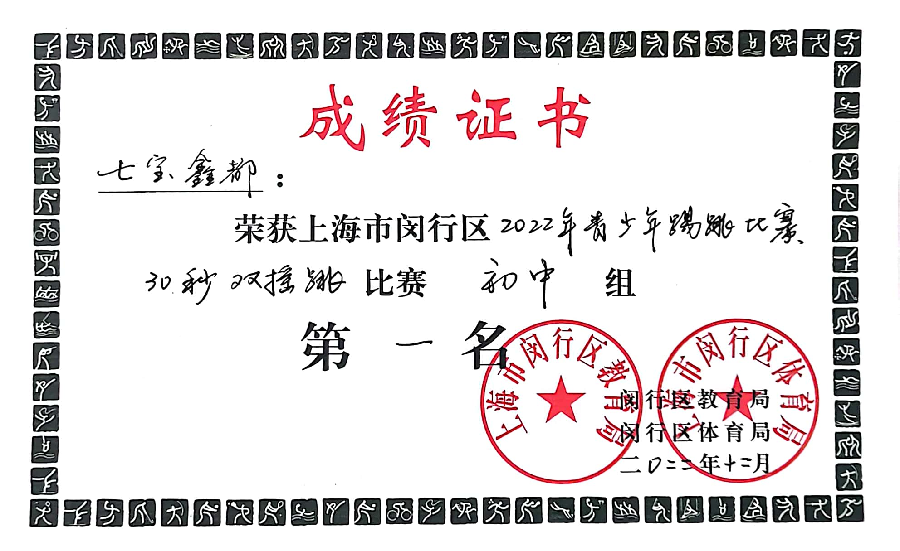 成绩证书
七宝鑫都：
荣获上海市闵行区2022年青少年踢跳比赛
30秒双摇跳比赛初中组
第一名
上海市闵行区教育局
上海市闵行区体育局
闵行区教育局
闵行区体育局
二〇二二年十二月